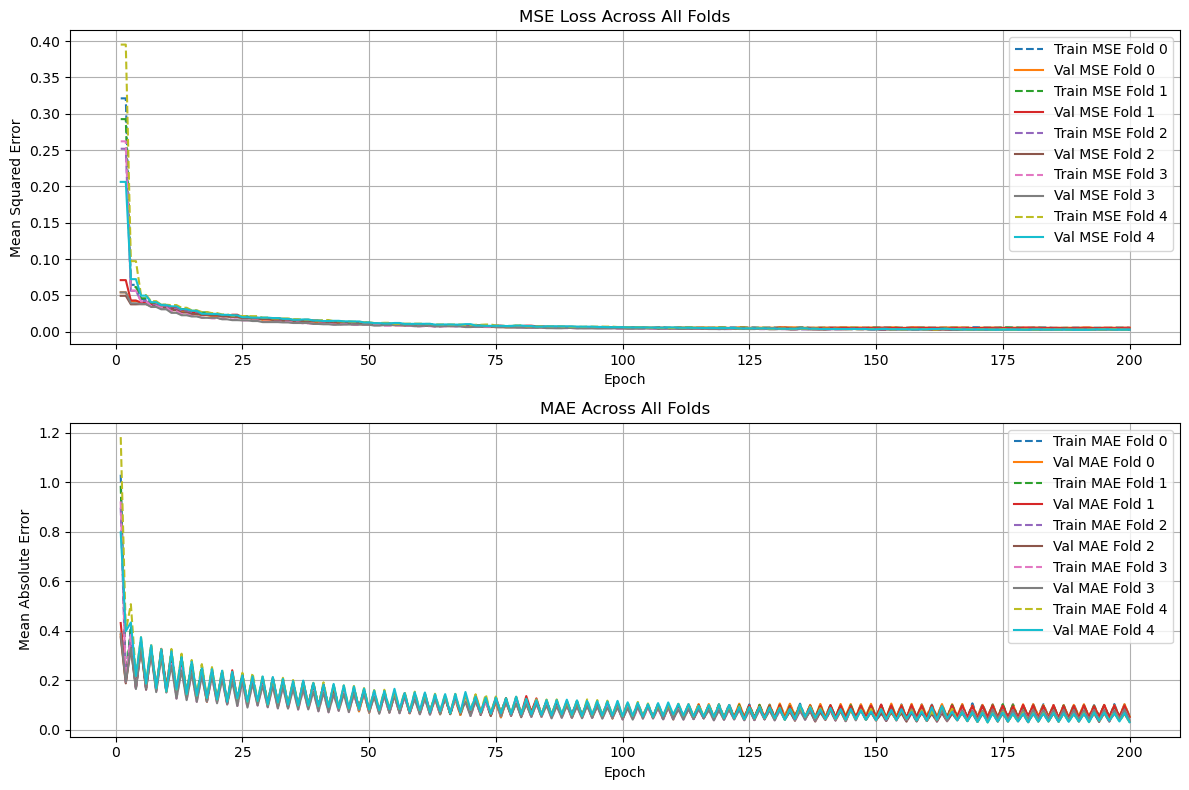 MSE Loss Across All Folds
Mean Squared Error
0.40
0.35
0.30
0.25
0.20
0.15
0.10
0.05
0.00
Train MSE Fold 0
Val MSE Fold 0
Train MSE Fold 1
Val MSE Fold 1
Train MSE Fold 2
Val MSE Fold 2
Train MSE Fold 3
Val MSE Fold 3
Train MSE Fold 4
Val MSE Fold 4
0 25 50 75 100 125 150 175 200
Epoch
MAE Across All Folds
Mean Absolute Error
1.2
1.0
0.8
0.6
0.4
0.2
0.0
Train MAE Fold 0
Val MAE Fold 0
Train MAE Fold 1
Val MAE Fold 1
Train MAE Fold 2
Val MAE Fold 2
Train MAE Fold 3
Val MAE Fold 3
Train MAE Fold 4
Val MAE Fold 4
0 25 50 75 100 125 150 175 200
Epoch